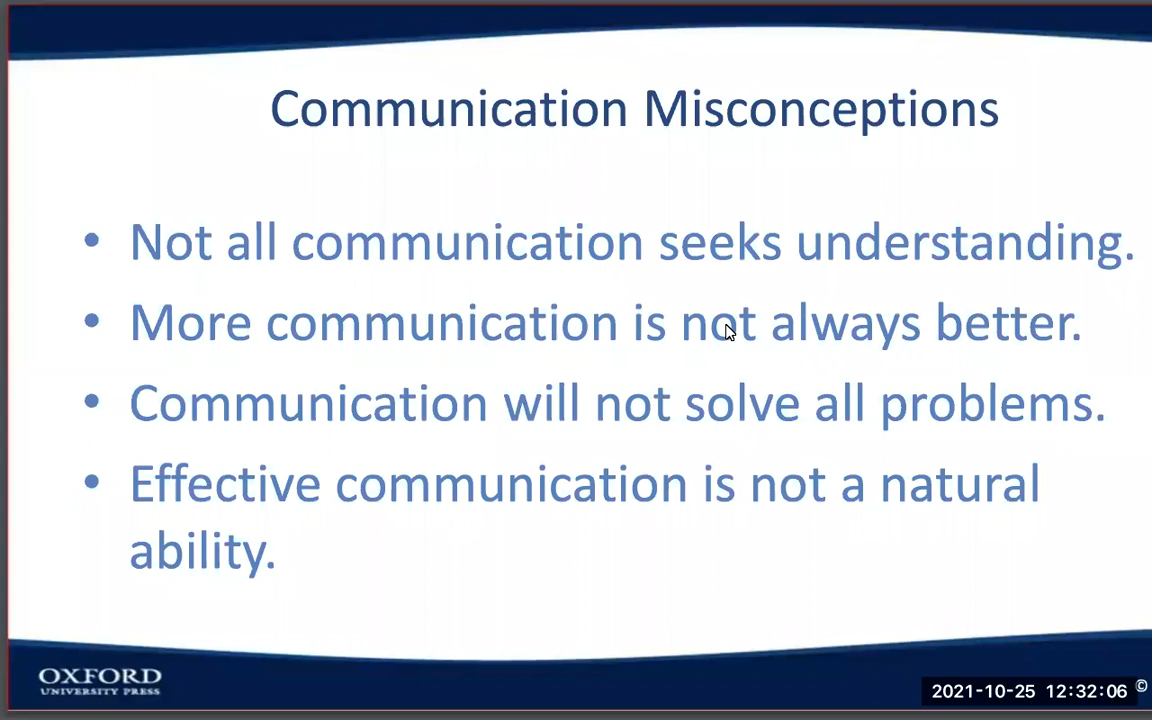 Communication Misconceptions
• Not all communication seeks understanding.
• More communication is not always better.
• Communication will not solve all problems.
• Effective communication is not a natural
ability.
OXFORD
UNIVERSITY PRESS
2021-10-25 12:32:06 ©